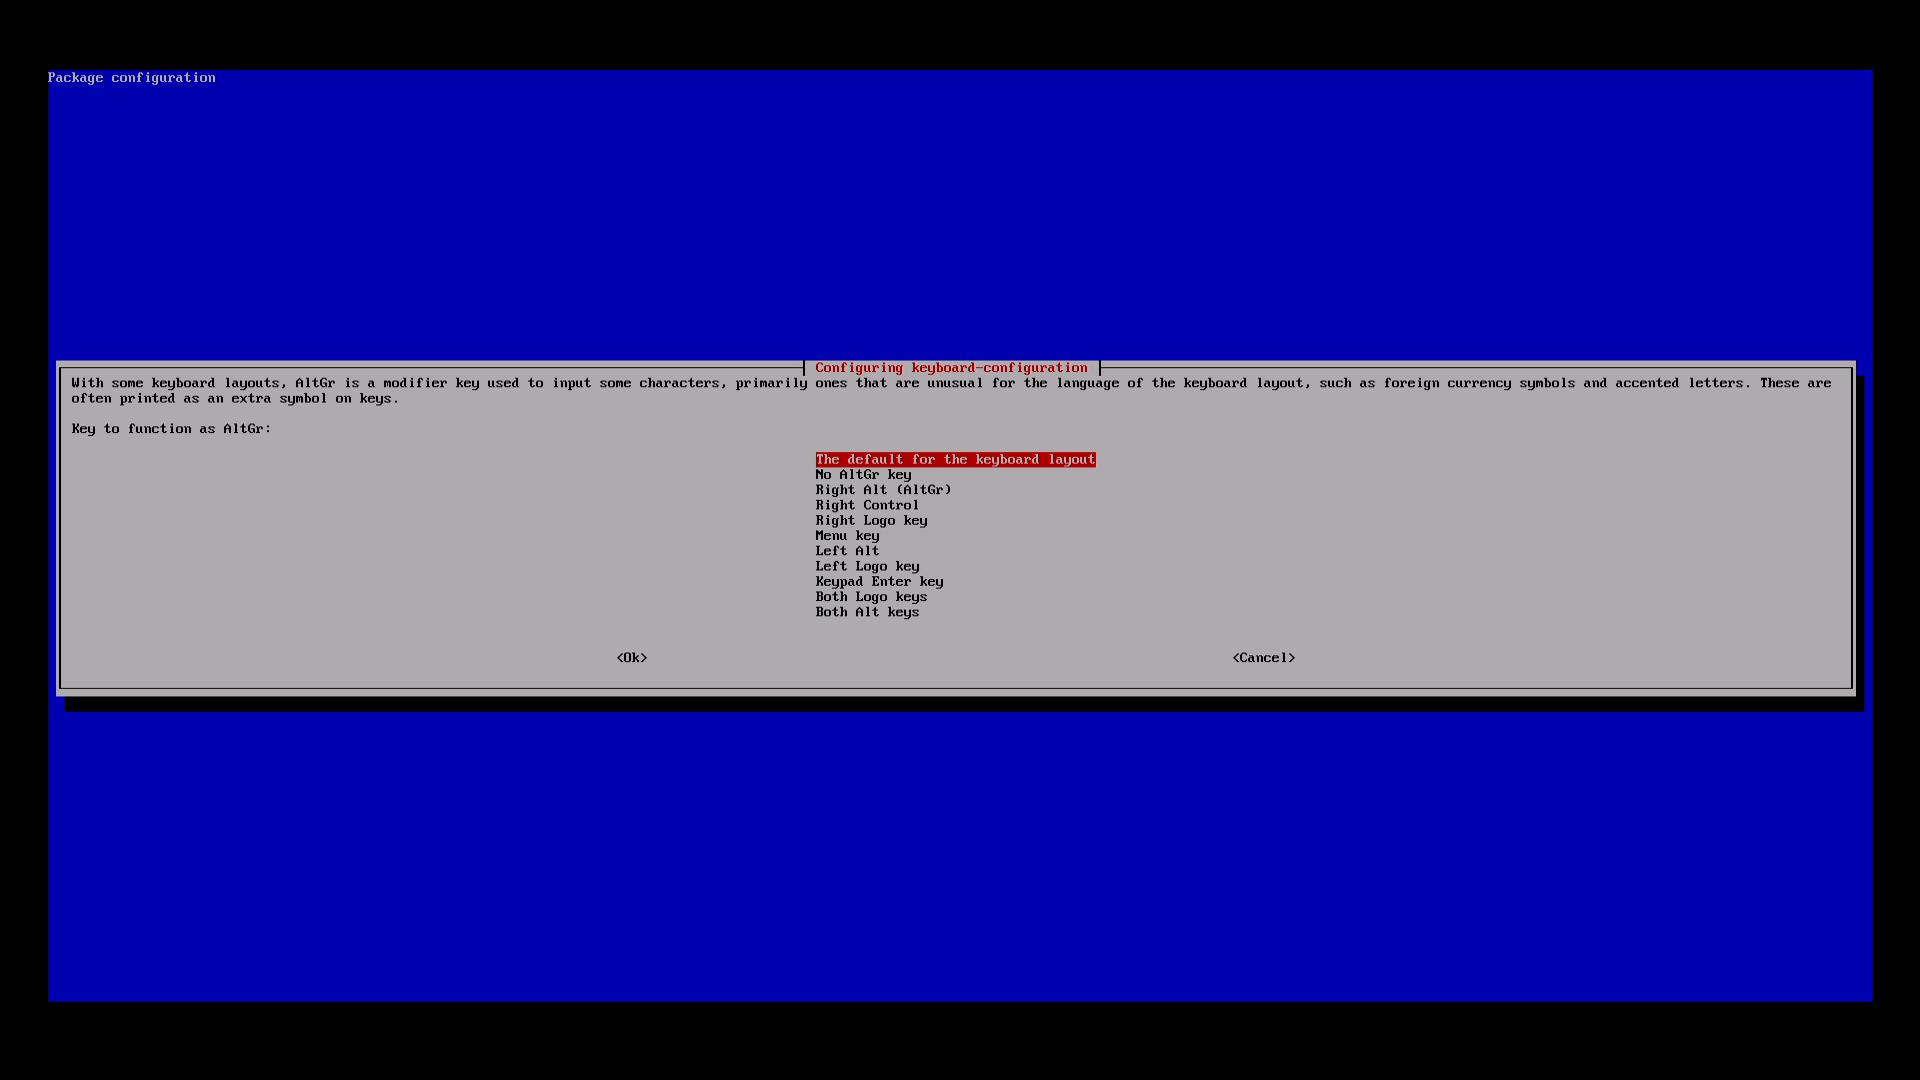 Package configuration
Configuring keyboard-configuration
With some keyboard layouts, AltGr is a modifier key used to input some characters, primarily ones that are unusual for the language of the keyboard layout, such as foreign currency symbols and accented letters. These are
often printed as an extra symbol on keys.
Key to function as AltGr:
The default for the keyboard layout
No AltGr key
Right Alt (AltGr)
Right Control
Right Logo key
Menu key
Left Alt
Left Logo key
Keypad Enter key
Both Logo keys
Both Alt keys
<Ok> <Cancel>